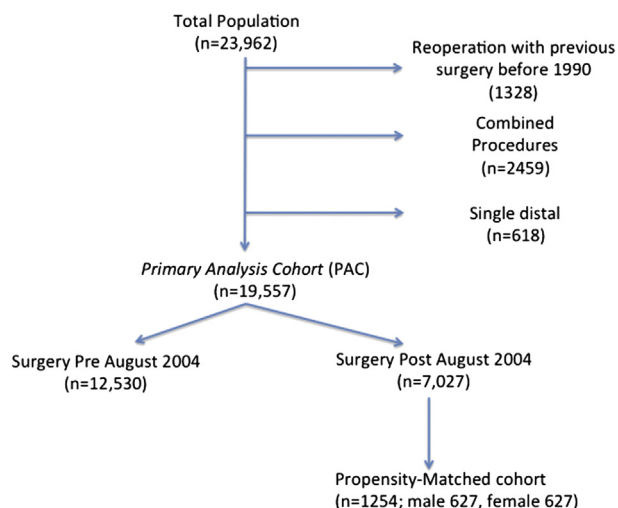 Total Population
(n=23,962)
Reoperation with previous
surgery before 1990
(1328)
Combined
Procedures
(n=2459)
Single distal
(n=618)
Primary Analysis Cohort (PAC)
(n=19,557)
Surgery Pre August 2004
(n=12,530)
Surgery Post August 2004
(n=7,027)
Propensity-Matched cohort
(n=1254; male 627, female 627)